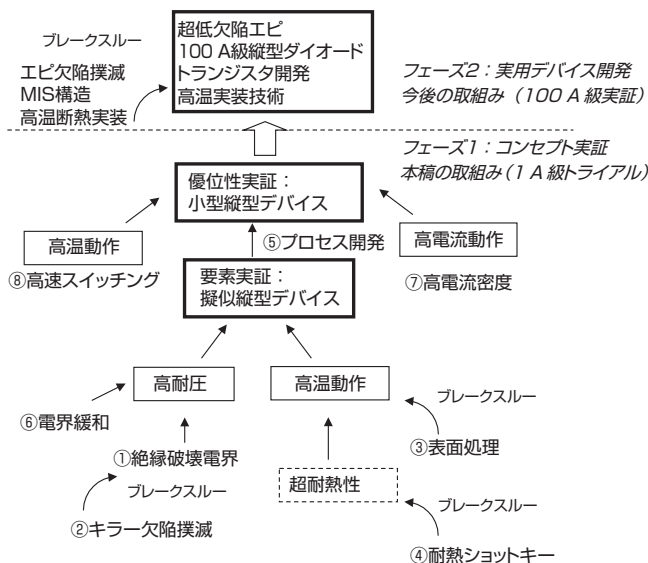 ブレークスルー
エピ欠陥撲滅
MIS構造
高温断熱実装
超低欠陥エピ
100 A級縦型ダイオード
トランジスタ開発
高温実装技術
フェーズ2：実用デバイス開発
今後の取組み（100 A 級実証）
フェーズ1：コンセプト実証
本稿の取組み（1 A 級トライアル）
優位性実証：
小型縦型デバイス
高温動作
⑧高速スイッチング
⑤プロセス開発
高電流動作
⑦高電流密度
要素実証：
擬似縦型デバイス
高耐圧
高温動作
⑥電界緩和
ブレークスルー
③表面処理
①絶縁破壊電界
ブレークスルー
②キラー欠陥撲滅
超耐熱性
ブレークスルー
④耐熱ショットキー